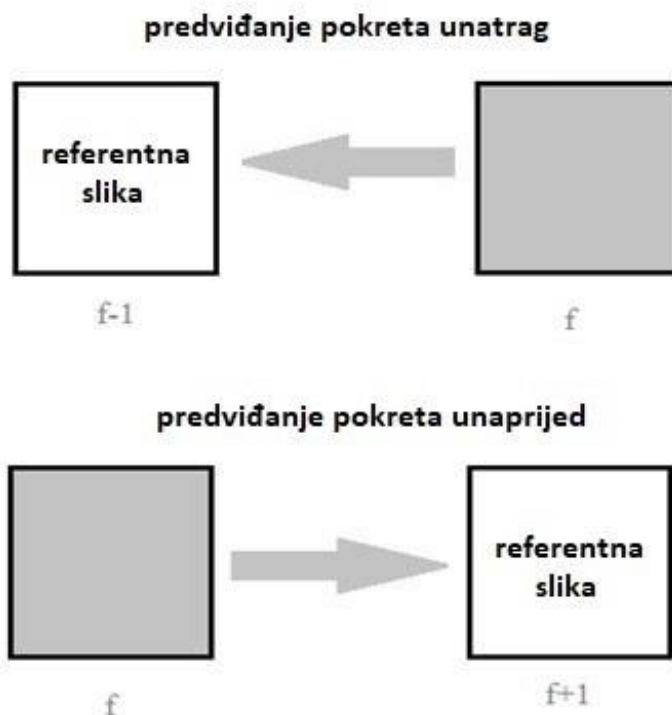 predviđanje pokreta unatrag
referentna
slika
f-1
f
predviđanje pokreta unaprijed
referentna
slika
f
f+1